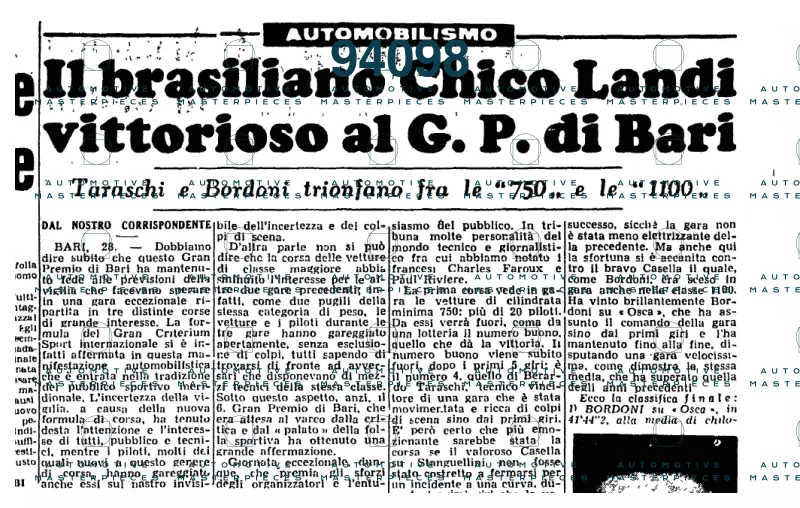 AUTOMOBILISMO
94098
Il brasiliano Chico Landi
vittorioso al G. P. di Bari
Taraschi e Bordoni trionfano fra le "750„ e le "1100„
DAL NOSTRO CORRISPONDENTE
BARI, 28. — Dobbiamo
dire subito che questo Gran
Premio di Bari ha mantenu-
to fede alle previsioni della
vigilia che facevano sperare
in una gara eccezionale ri-
partita in tre distinte corse
di grande interesse. La for-
mula del Gran Criterium
Sport internazionale si è in-
fatti affermata in questa ma-
nifestazione automobilistica
che è entrata nella tradizione
del pubblico sportivo meri-
dionale. L'incertezza della vi-
gilia, a causa della nuova
formula di corsa, ha tenuto
desta l'attenzione e l'interes-
se di tutti, pubblico e tecni-
ci, mentre i piloti, molti dei
quali nuovi a questo genere
di corsa, hanno gareggiato
anche essi sul nastro invisi-
bile dell'incertezza e dei col-
pi di scena.
D'altra parte non si può
dire che la corsa delle vetture
di classe maggiore abbia
sminuito l'interesse per le al-
tre due gare precedenti; in-
fatti, come due pugili della
stessa categoria di peso, le
vetture e i piloti durante le
tre gare hanno gareggiato
apertamente, senza esclusio-
ne di colpi, tutti sapendo di
trovarsi di fronte ad avver-
sari che disponevano di mez-
zi tecnici della stessa classe.
Sotto questo aspetto, anzi, il
6. Gran Premio di Bari, che
era atteso al varco dalla cri-
tica e dal «palato» della fol-
la sportiva ha ottenuto una
grande affermazione.
Giornata eccezionale, dun-
que, che premia gli sforzi
degli organizzatori e l'entu-
siasmo del pubblico. In tri-
buna molte personalità del
mondo tecnico e giornalisti-
co fra cui abbiamo notato i
francesi Charles Faroux e
Paul Riviere.
La prima corsa vede in ga-
ra le vetture di cilindrata
minima 750: più di 20 piloti.
Da essi verrà fuori, come da
una lotteria il numero buono,
quello che dà la vittoria. Il
numero buono viene subito
fuori, dopo i primi 5 giri: è
il numero 4, quello di Berar-
do Taraschi, tecnico vinci-
tore di una gara che è stata
movimentata e ricca di colpi
di scena sino dai primi giri.
E' però certo che più emo-
zionante sarebbe stata la
corsa se il valoroso Casella
su «Stenguellini» non fosse
stato costretto a fermarsi per
un incidente a una curva, du-
successo, sicchè la gara non
è stata meno elettrizzante del-
la precedente. Ma anche qui
la sfortuna si è accanita con-
tro il bravo Casella il quale,
come Bordoni, era sceso in
gara anche nella classe 1100.
Ha vinto brillantemente Bor-
doni su «Osca», che ha as-
sunto il comando della gara
sino dai primi giri e l'ha
mantenuto fino alla fine, di-
sputando una gara velocissi-
ma, come dimostra la stessa
media, che ha superato quella
degli anni precedenti
Ecco la classifica finale:
1) BORDONI su «Osca», in
41'44"2, alla media di chilo-
AUTOMOTIVE
MASTERPIECES